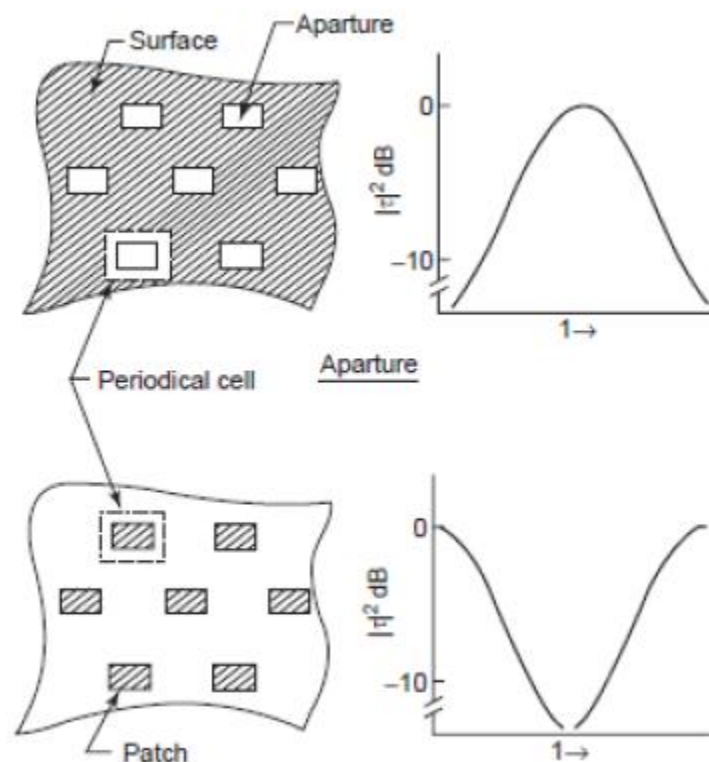 Surface
Aparture
0
|τ|² dB
−10
1→
Periodical cell
Aparture
0
|τ|² dB
−10
1→
Patch